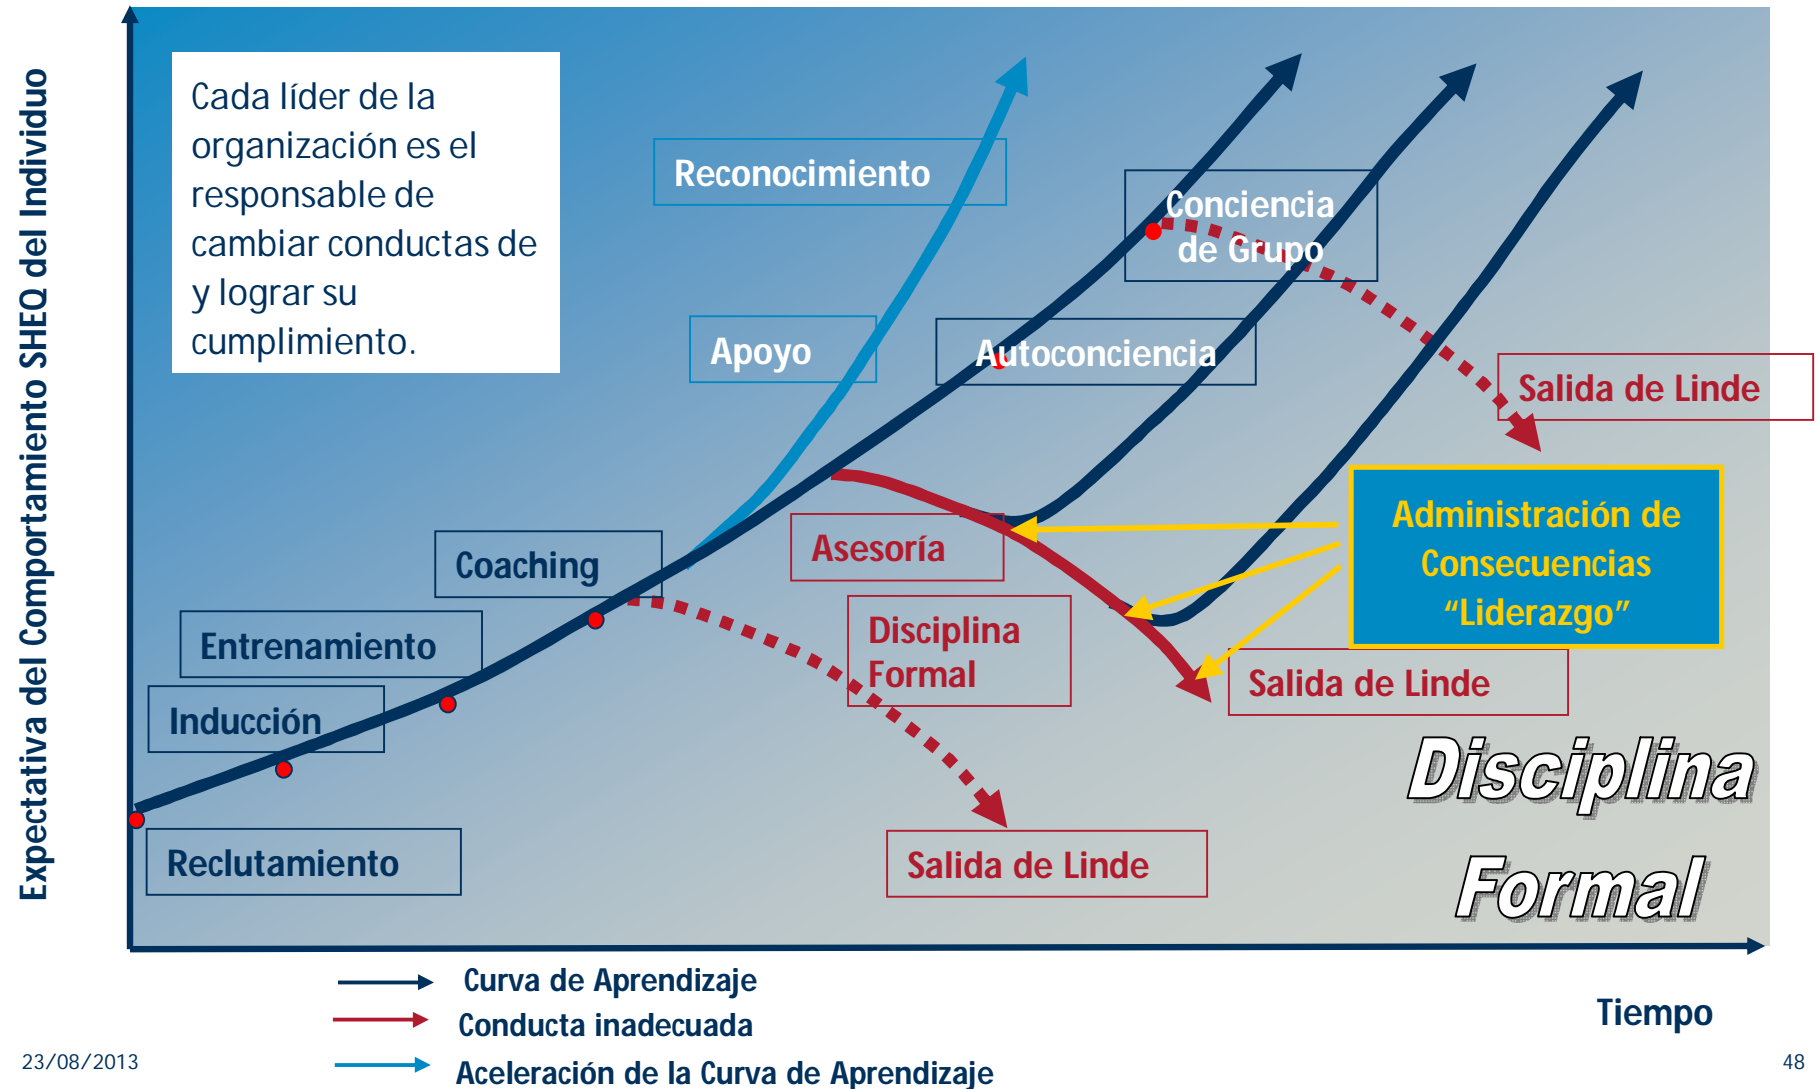 Expectativa del Comportamiento SHEQ del Individuo
Cada líder de la
organización es el
responsable de
cambiar conductas de
y lograr su
cumplimiento.
Reconocimiento
Conciencia
de Grupo
Apoyo
Autoconciencia
Salida de Linde
Coaching
Asesoría
Administración de
Consecuencias
“Liderazgo”
Entrenamiento
Disciplina
Formal
Inducción
Salida de Linde
Reclutamiento
Salida de Linde
Disciplina
Formal
Curva de Aprendizaje
Conducta inadecuada
Aceleración de la Curva de Aprendizaje
Tiempo
23/08/2013
48